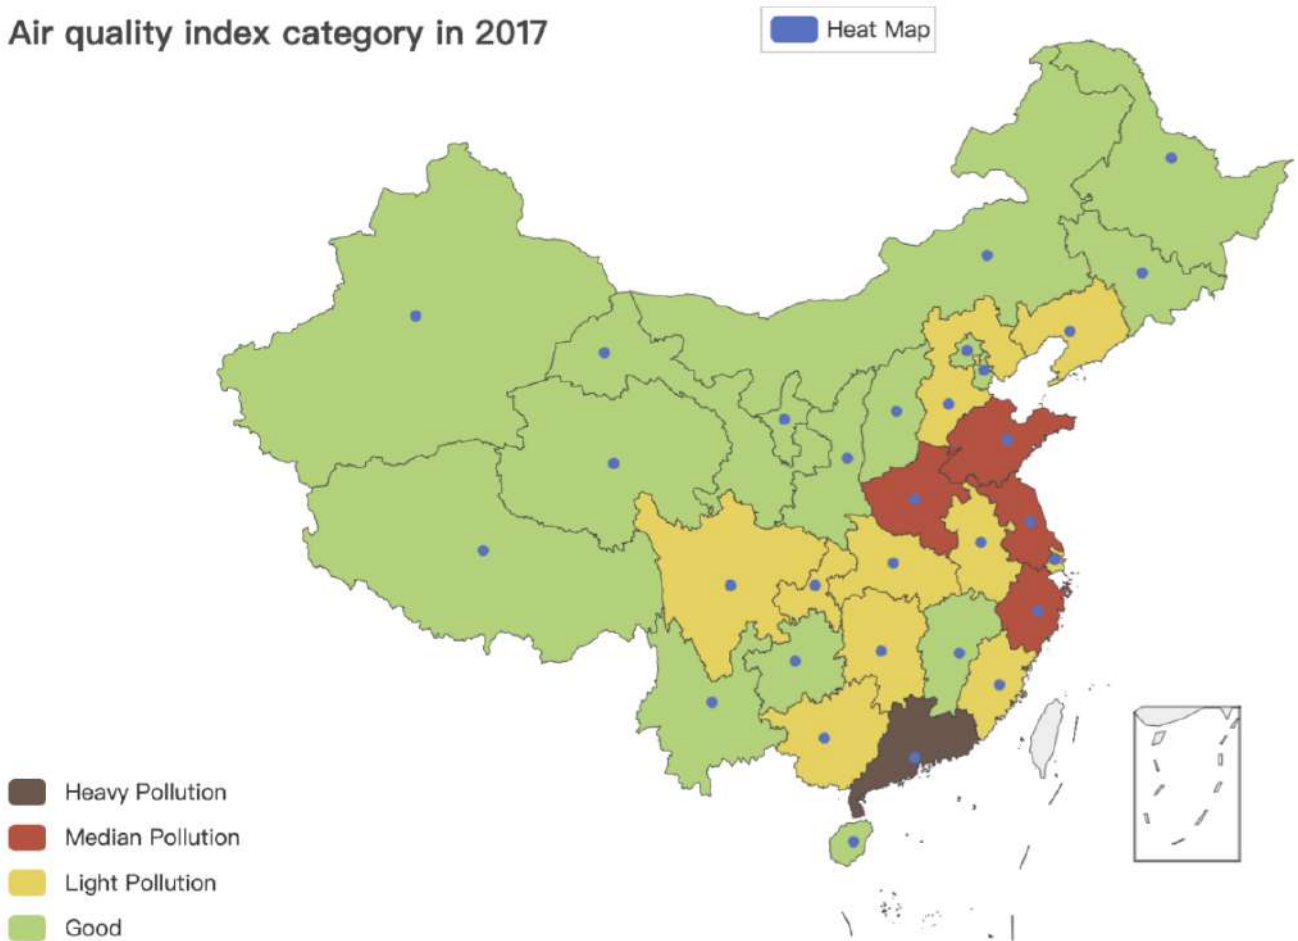 Air quality index category in 2017
Heat Map
Heavy Pollution
Median Pollution
Light Pollution
Good